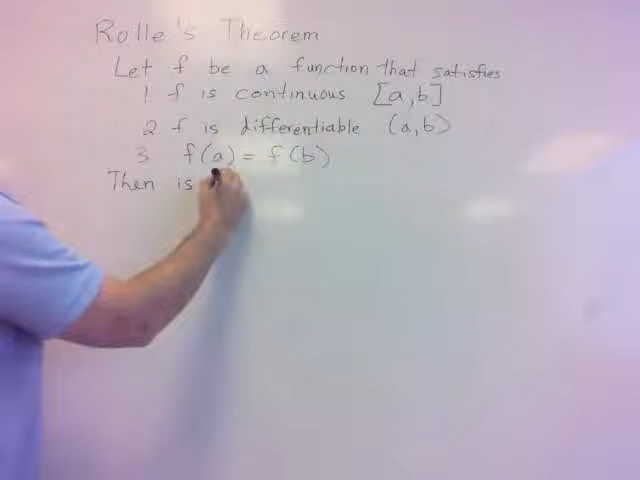 Rolle's Theorem
Let f be a function that satisfies
1 f is continuous [a,b]
2 f is differentiable (a,b)
3 f(a) = f(b)
Then is